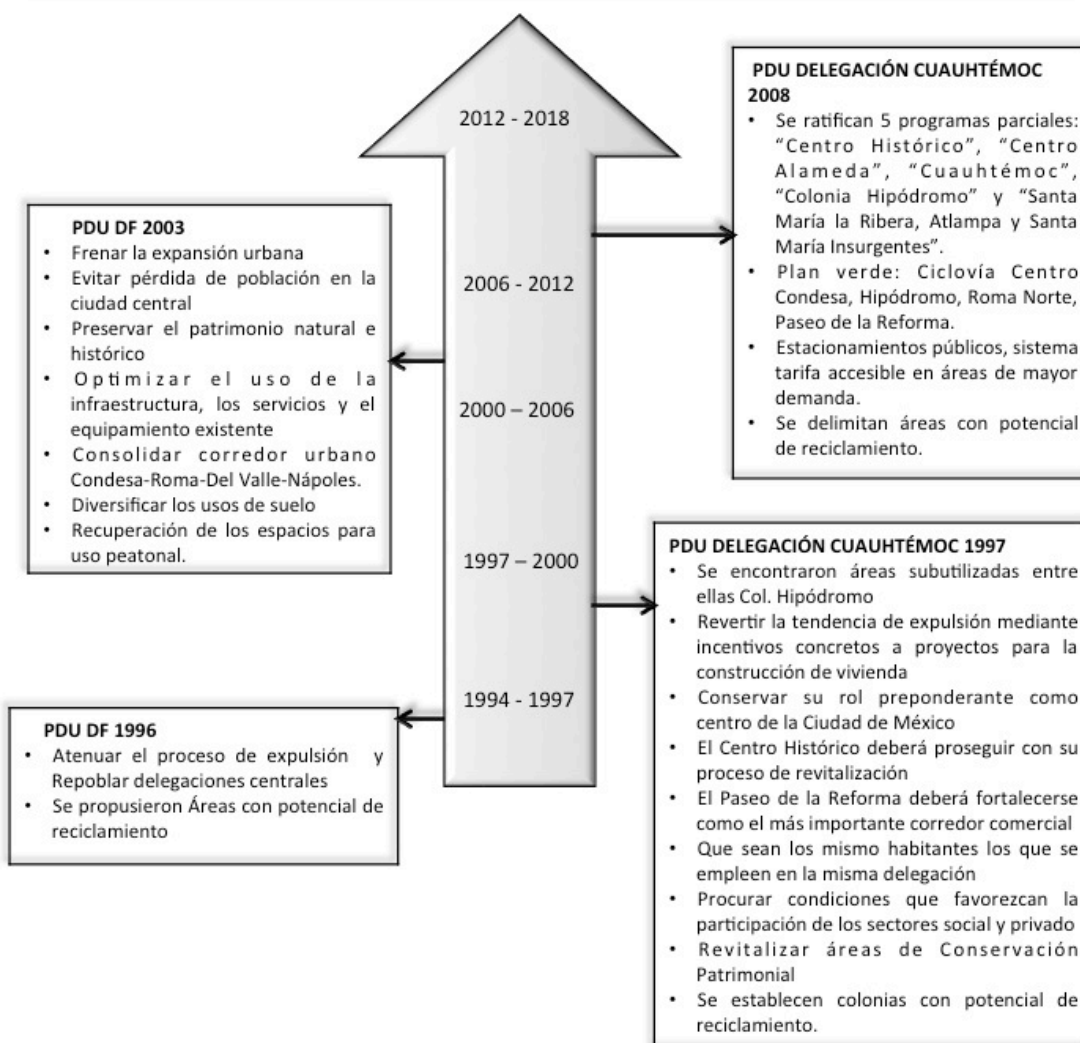 2012 - 2018
2006 - 2012
2000 – 2006
1997 – 2000
1994 - 1997
PDU DF 2003
• Frenar la expansión urbana
• Evitar pérdida de población en la
ciudad central
• Preservar el patrimonio natural e
histórico
• Optimizar el uso de la
infraestructura, los servicios y el
equipamiento existente
• Consolidar corredor urbano
Condesa-Roma-Del Valle-Nápoles.
• Diversificar los usos de suelo
• Recuperación de los espacios para
uso peatonal.
PDU DF 1996
• Atenuar el proceso de expulsión y
Repoblar delegaciones centrales
• Se propusieron Áreas con potencial de
reciclamiento
PDU DELEGACIÓN CUAUHTÉMOC
2008
• Se ratifican 5 programas parciales:
“Centro Histórico”, “Centro
Alameda”, “Cuauhtémoc”,
“Colonia Hipódromo” y “Santa
María la Ribera, Atlampa y Santa
María Insurgentes”.
• Plan verde: Ciclovía Centro
Condesa, Hipódromo, Roma Norte,
Paseo de la Reforma.
• Estacionamientos públicos, sistema
tarifa accesible en áreas de mayor
demanda.
• Se delimitan áreas con potencial
de reciclamiento.
PDU DELEGACIÓN CUAUHTÉMOC 1997
• Se encontraron áreas subutilizadas entre
ellas Col. Hipódromo
• Revertir la tendencia de expulsión mediante
incentivos concretos a proyectos para la
construcción de vivienda
• Conservar su rol preponderante como
centro de la Ciudad de México
• El Centro Histórico deberá proseguir con su
proceso de revitalización
• El Paseo de la Reforma deberá fortalecerse
como el más importante corredor comercial
• Que sean los mismo habitantes los que se
empleen en la misma delegación
• Procurar condiciones que favorezcan la
participación de los sectores social y privado
• Revitalizar áreas de Conservación
Patrimonial
• Se establecen colonias con potencial de
reciclamiento.